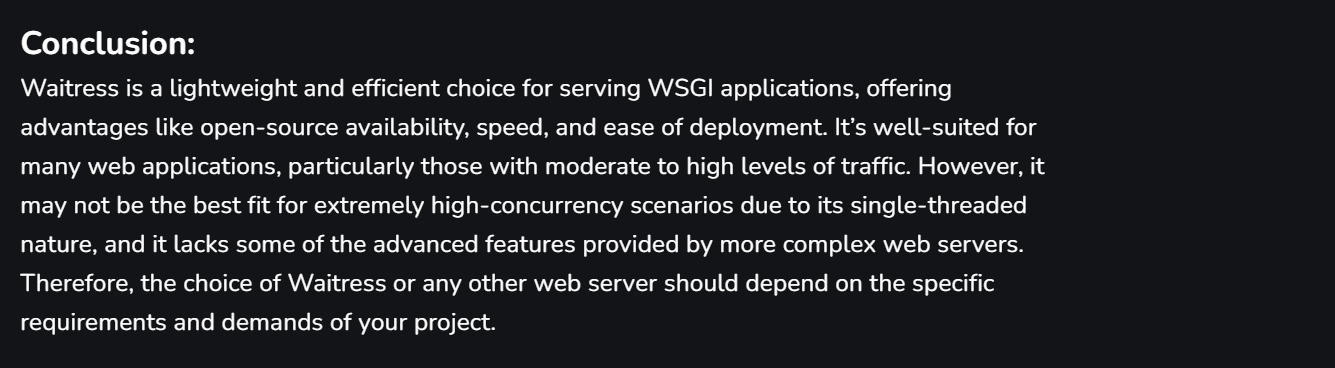 Conclusion:
Waitress is a lightweight and efficient choice for serving WSGI applications, offering
advantages like open-source availability, speed, and ease of deployment. It’s well-suited for
many web applications, particularly those with moderate to high levels of traffic. However, it
may not be the best fit for extremely high-concurrency scenarios due to its single-threaded
nature, and it lacks some of the advanced features provided by more complex web servers.
Therefore, the choice of Waitress or any other web server should depend on the specific
requirements and demands of your project.